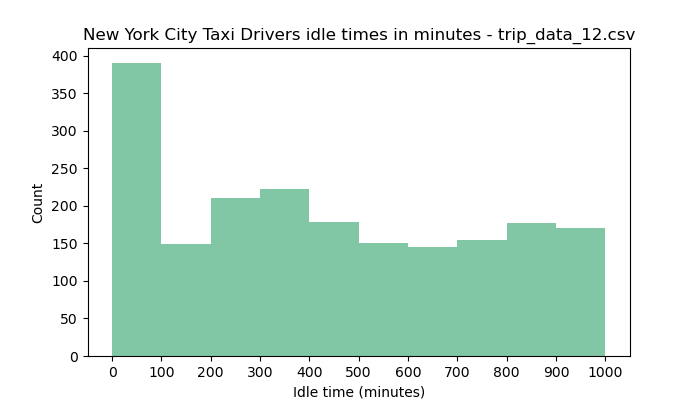 New York City Taxi Drivers idle times in minutes - trip_data_12.csv
400
350
300
250
200
150
100
50
0
Count
0 100 200 300 400 500 600 700 800 900 1000
Idle time (minutes)